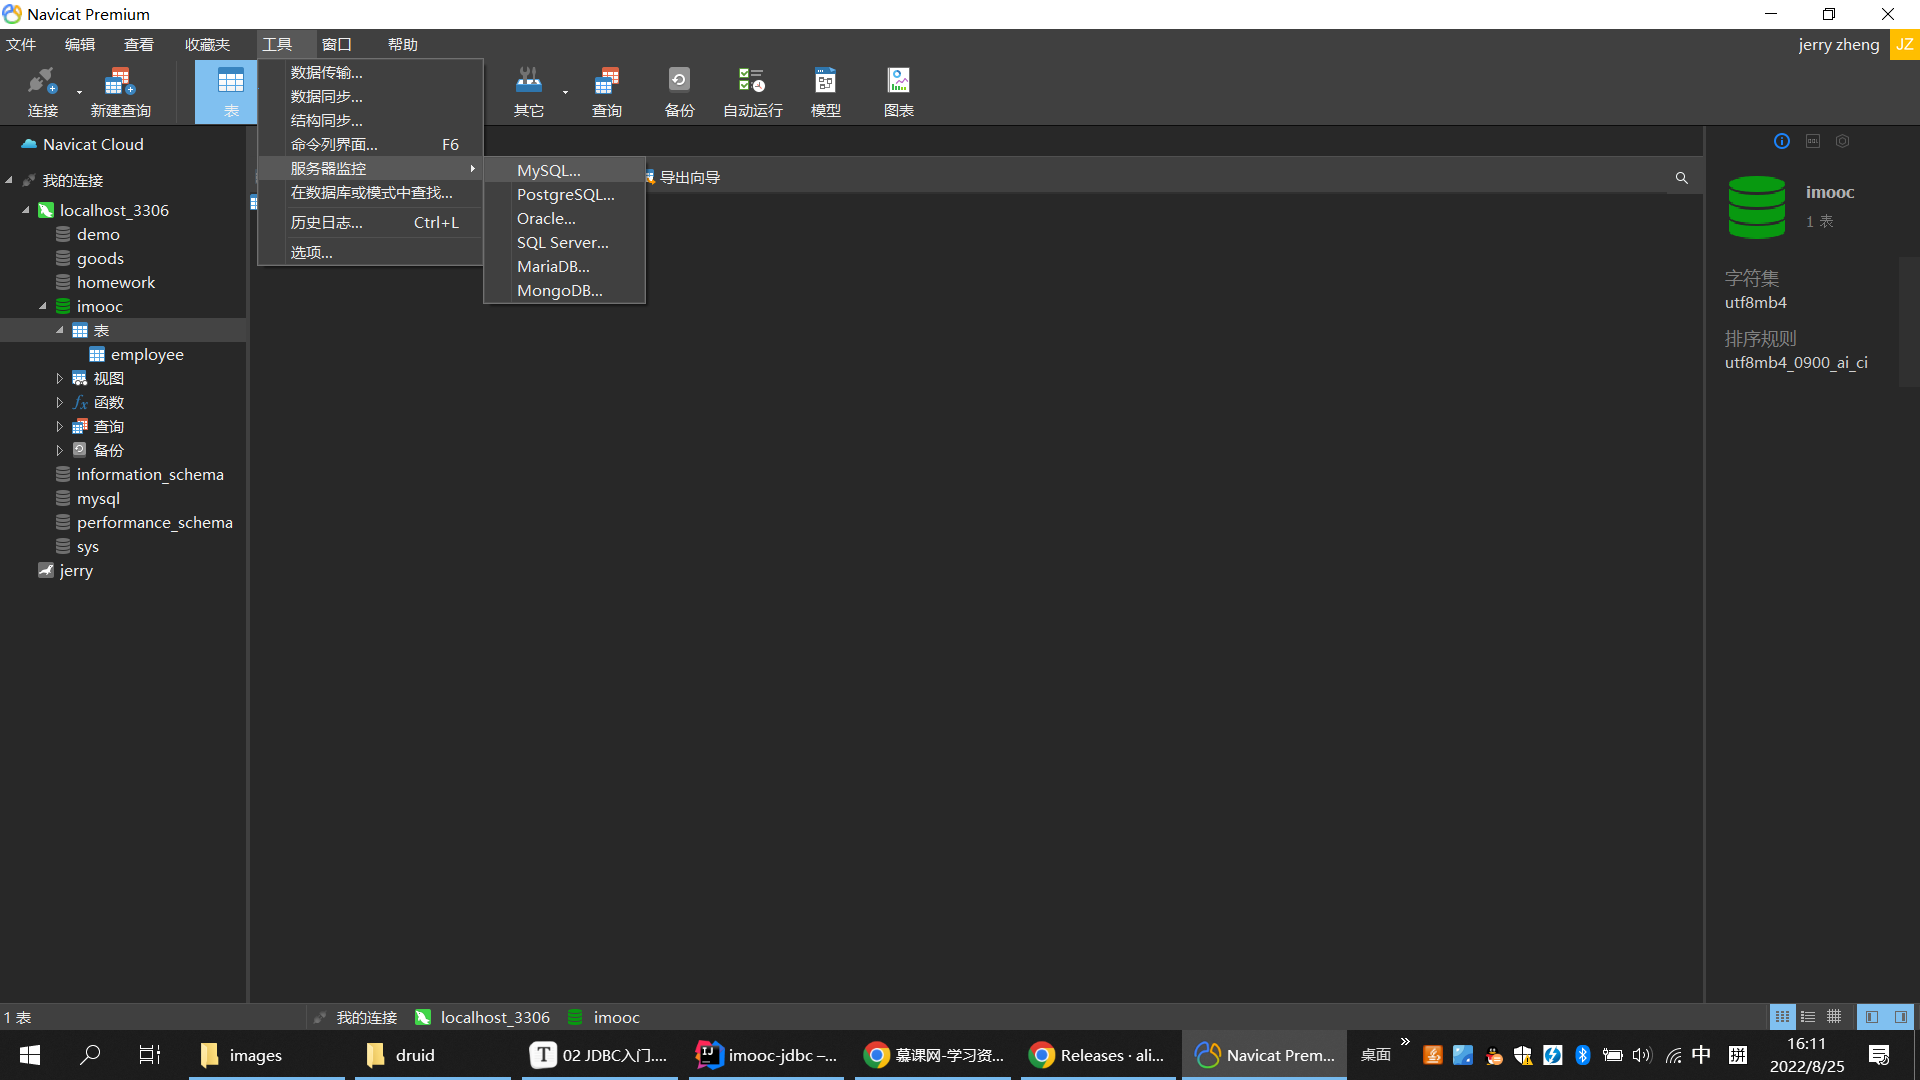 Navicat Premium
文件 编辑 查看 收藏夹 工具 窗口 帮助 jerry zheng JZ
连接 新建查询 表 其它 查询 备份 自动运行 模型 图表
数据传输...
数据同步...
结构同步...
命令列界面... F6
服务器监控
在数据库或模式中查找...
历史日志... Ctrl+L
选项...
MySQL...
PostgreSQL...
Oracle...
SQL Server...
MariaDB...
MongoDB...
导出向导
Navicat Cloud
我的连接
localhost_3306
demo
goods
homework
imooc
表
employee
视图
fx 函数
查询
备份
information_schema
mysql
performance_schema
sys
jerry
imooc
1 表
字符集
utf8mb4
排序规则
utf8mb4_0900_ai_ci
1 表 我的连接 localhost_3306 imooc
images druid 02 JDBC入门.... imooc-jdbc –... 慕课网-学习资... Releases · ali... Navicat Prem... 桌面 中 拼
16:11
2022/8/25